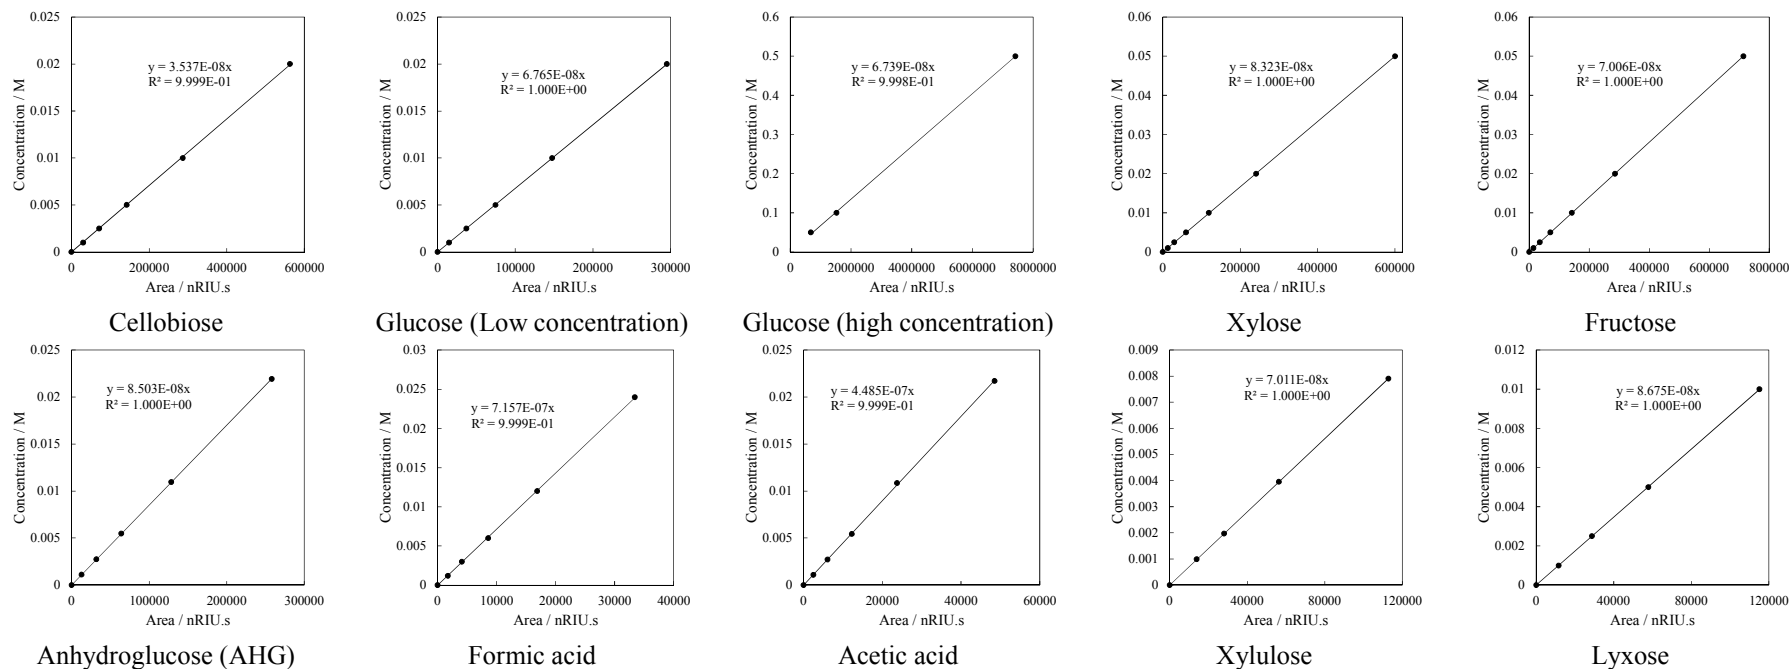 0.025
0.02
0.015
0.01
0.005
0
Concentration / M
y = 3.537E-08x
R² = 9.999E-01
0
200000
400000
600000
Area / nRIU.s
Cellobiose
0.025
0.02
0.015
0.01
0.005
0
Concentration / M
y = 6.765E-08x
R² = 1.000E+00
0
100000
200000
300000
Area / nRIU.s
Glucose (Low concentration)
0.6
0.5
0.4
0.3
0.2
0.1
0
Concentration / M
y = 6.739E-08x
R² = 9.998E-01
0
2000000
4000000
6000000
8000000
Area / nRIU.s
Glucose (high concentration)
0.06
0.05
0.04
0.03
0.02
0.01
0
Concentration / M
y = 8.323E-08x
R² = 1.000E+00
0
200000
400000
600000
Area / nRIU.s
Xylose
0.06
0.05
0.04
0.03
0.02
0.01
0
Concentration / M
y = 7.006E-08x
R² = 1.000E+00
0
200000
400000
600000
800000
Area / nRIU.s
Fructose
0.025
0.02
0.015
0.01
0.005
0
Concentration / M
y = 8.503E-08x
R² = 1.000E+00
0
100000
200000
300000
Area / nRIU.s
Anhydroglucose (AHG)
0.03
0.025
0.02
0.015
0.01
0.005
0
Concentration / M
y = 7.157E-07x
R² = 9.999E-01
0
10000
20000
30000
40000
Area / nRIU.s
Formic acid
0.025
0.02
0.015
0.01
0.005
0
Concentration / M
y = 4.485E-07x
R² = 9.999E-01
0
20000
40000
60000
Area / nRIU.s
Acetic acid
0.009
0.008
0.007
0.006
0.005
0.004
0.003
0.002
0.001
0
Concentration / M
y = 7.011E-08x
R² = 1.000E+00
0
40000
80000
120000
Area / nRIU.s
Xylulose
0.012
0.01
0.008
0.006
0.004
0.002
0
Concentration / M
y = 8.675E-08x
R² = 1.000E+00
0
40000
80000
120000
Area / nRIU.s
Lyxose